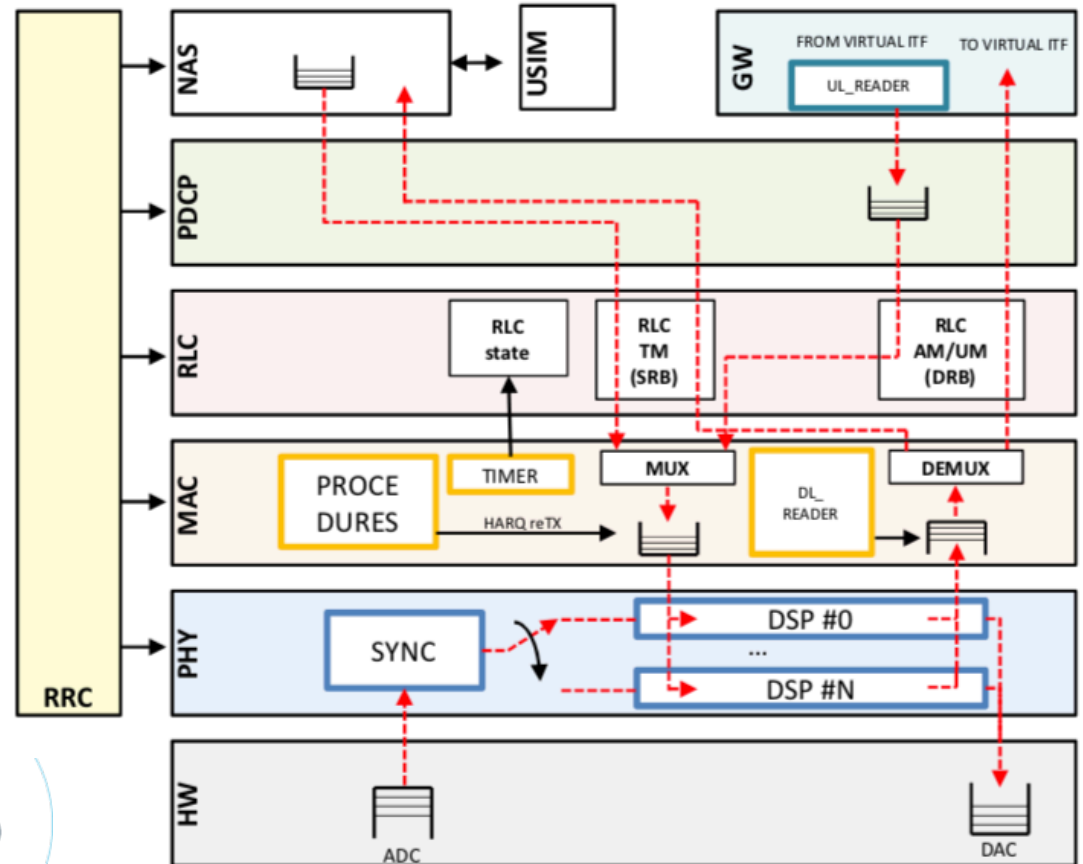 RRC
NAS
USIM
GW
FROM VIRTUAL ITF
TO VIRTUAL ITF
UL_READER
PDCP
RLC
RLC
state
RLC
TM
(SRB)
RLC
AM/UM
(DRB)
MAC
PROCE
DURES
TIMER
HARQ reTX
MUX
DL_
READER
DEMUX
PHY
SYNC
DSP #0
...
DSP #N
HW
ADC
DAC